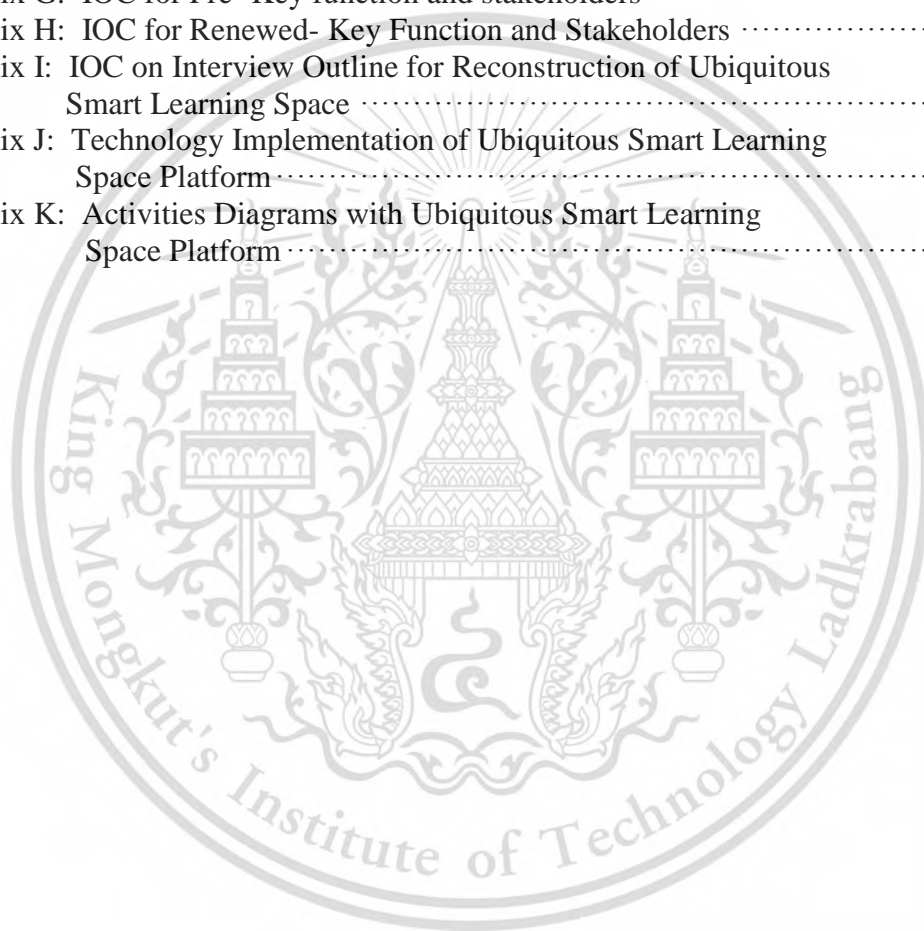 ix G: IOC for Pre- Key function and stakeholders
ix H: IOC for Renewed- Key Function and Stakeholders ·····················
ix I: IOC on Interview Outline for Reconstruction of Ubiquitous
Smart Learning Space ·······························································
ix J: Technology Implementation of Ubiquitous Smart Learning
Space Platform·········································································
ix K: Activities Diagrams with Ubiquitous Smart Learning
Space Platform ········································································
King Mongkut's Institute of Technology Ladkrabang